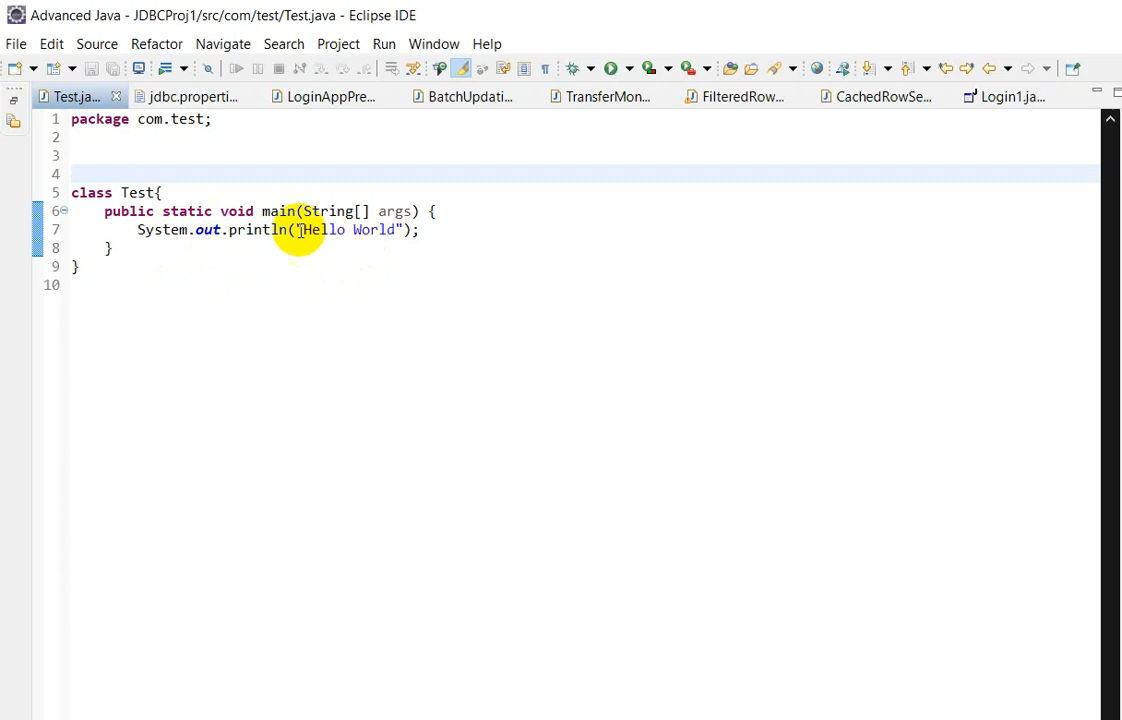 Advanced Java - JDBCProj1/src/com/test/Test.java - Eclipse IDE
File Edit Source Refactor Navigate Search Project Run Window Help
Test.ja... jdbc.properti... LoginAppPre... BatchUpdati... TransferMon... FilteredRow... CachedRowSe... Login1.ja...
1 package com.test;
2
3
4
5 class Test{
6 public static void main(String[] args) {
7 System.out.println("Hello World");
8 }
9 }
10